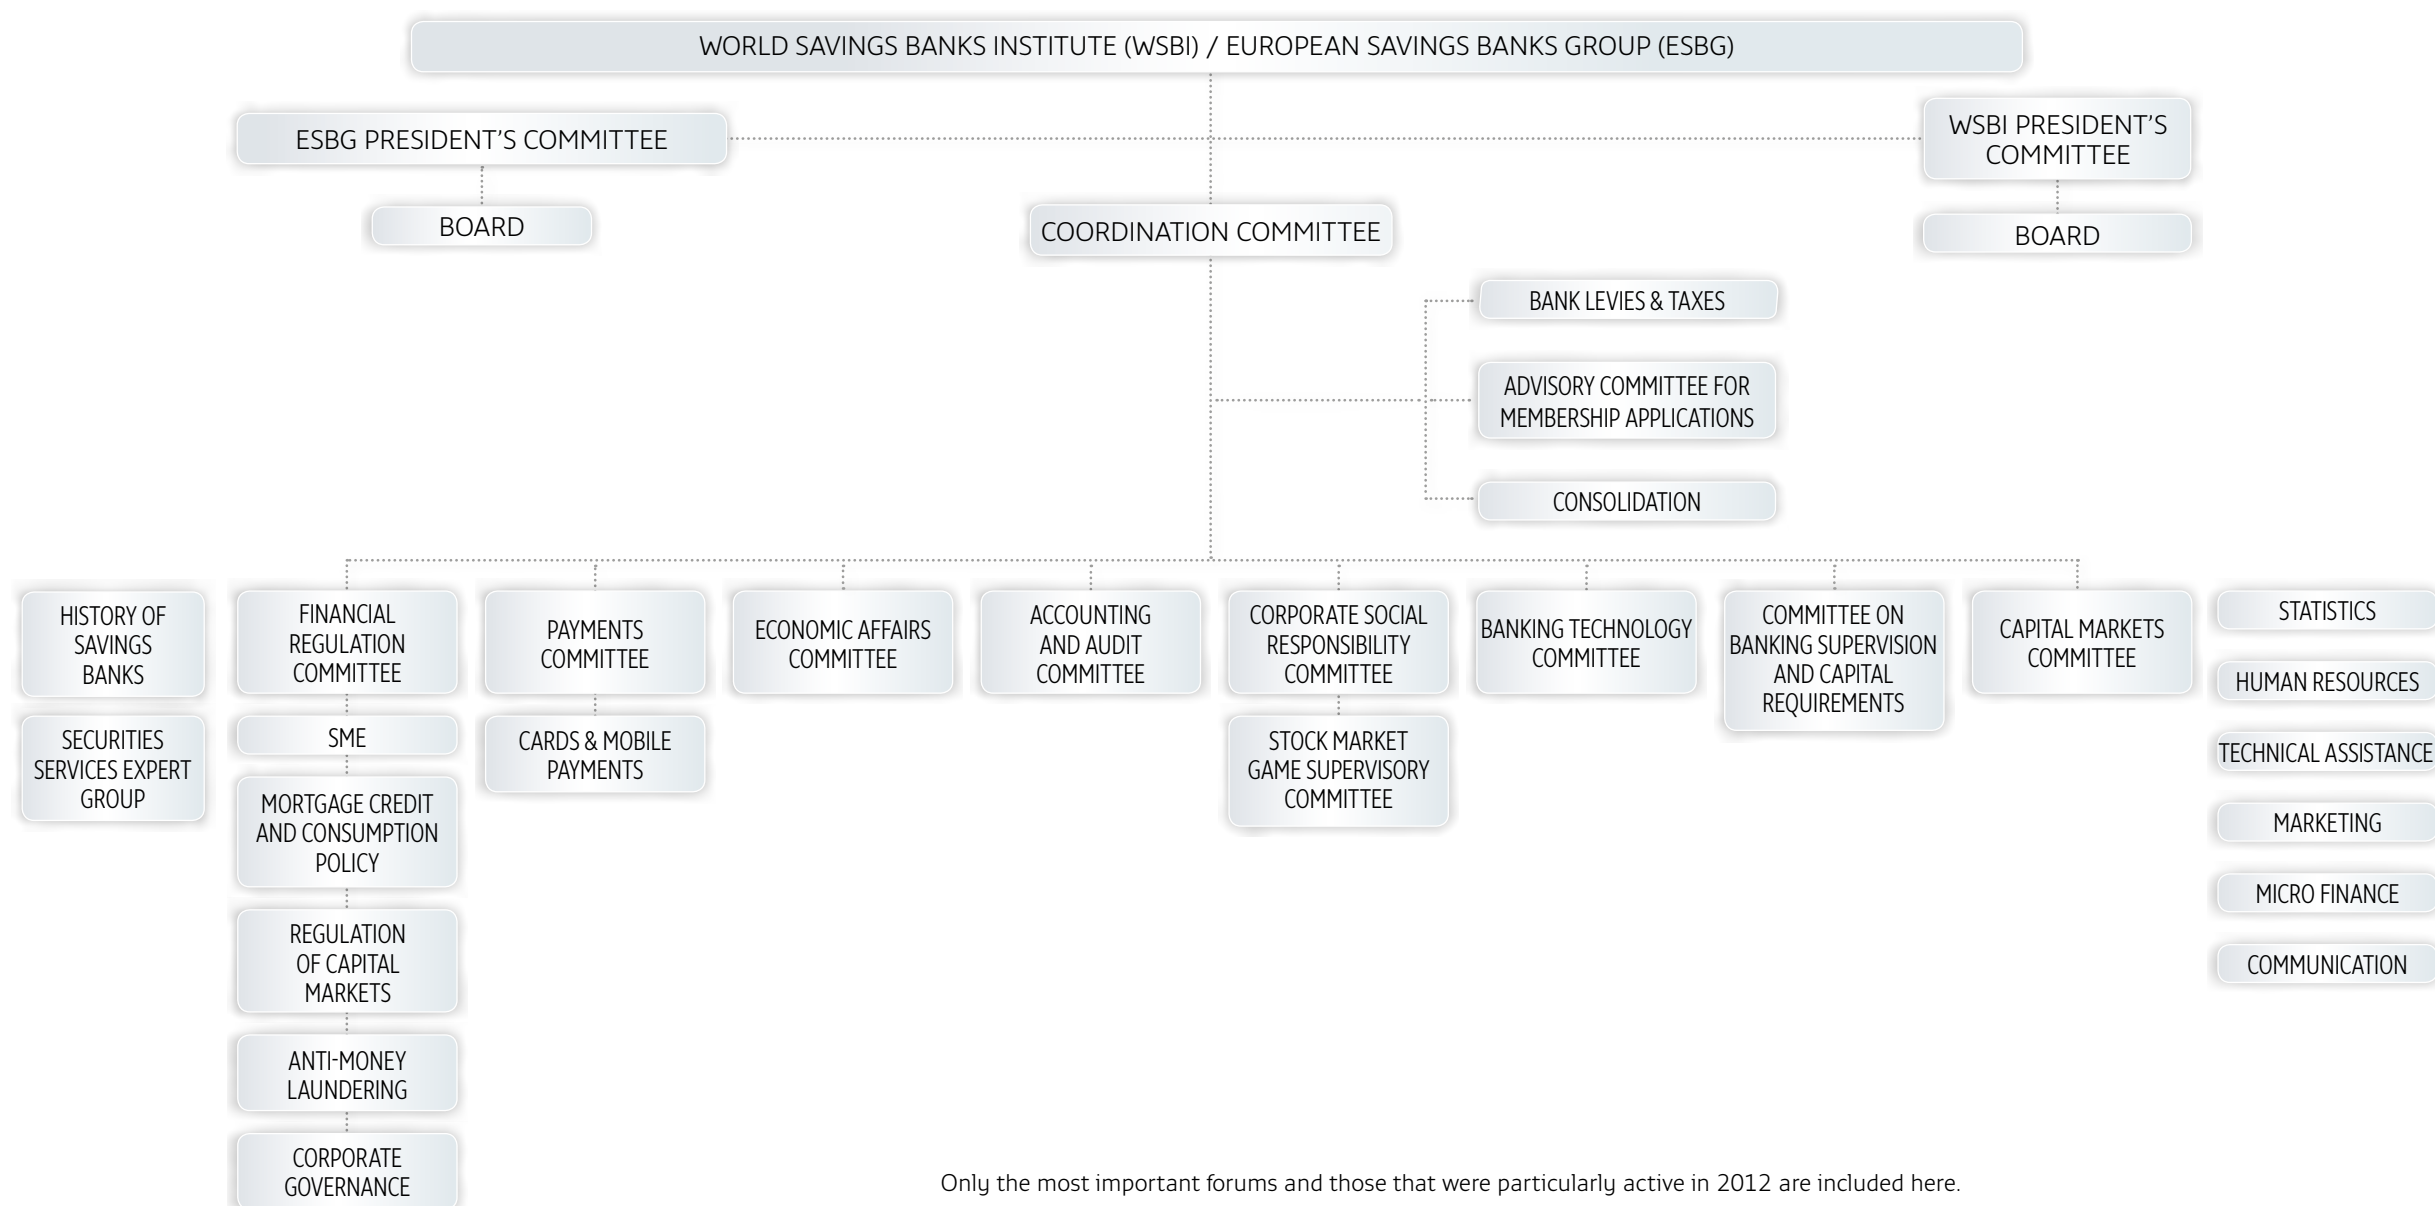 WORLD SAVINGS BANKS INSTITUTE (WSBI) / EUROPEAN SAVINGS BANKS GROUP (ESBG)
ESBG PRESIDENT'S COMMITTEE
WSBI PRESIDENT'S
COMMITTEE
BOARD
COORDINATION COMMITTEE
BOARD
BANK LEVIES & TAXES
ADVISORY COMMITTEE FOR
MEMBERSHIP APPLICATIONS
CONSOLIDATION
HISTORY OF
SAVINGS
BANKS
SECURITIES
SERVICES EXPERT
GROUP
FINANCIAL
REGULATION
COMMITTEE
SME
MORTGAGE CREDIT
AND CONSUMPTION
POLICY
REGULATION
OF CAPITAL
MARKETS
ANTI-MONEY
LAUNDERING
CORPORATE
GOVERNANCE
PAYMENTS
COMMITTEE
CARDS & MOBILE
PAYMENTS
ECONOMIC AFFAIRS
COMMITTEE
ACCOUNTING
AND AUDIT
COMMITTEE
CORPORATE SOCIAL
RESPONSIBILITY
COMMITTEE
STOCK MARKET
GAME SUPERVISORY
COMMITTEE
BANKING TECHNOLOGY
COMMITTEE
COMMITTEE ON
BANKING SUPERVISION
AND CAPITAL
REQUIREMENTS
CAPITAL MARKETS
COMMITTEE
STATISTICS
HUMAN RESOURCES
TECHNICAL ASSISTANCE
MARKETING
MICRO FINANCE
COMMUNICATION
Only the most important forums and those that were particularly active in 2012 are included here.